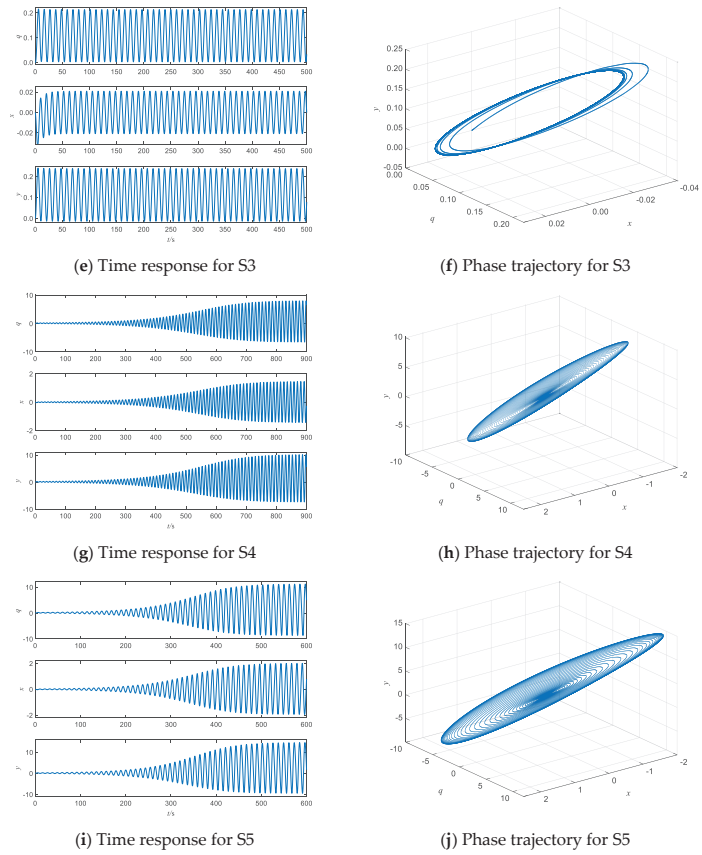 0.2
0.1
0.0
q
0 50 100 150 200 250 300 350 400 450 500
0.02
0.00
-0.02
x
0 50 100 150 200 250 300 350 400 450 500
0.2
0.1
0.0
y
0 50 100 150 200 250 300 350 400 450 500
t/s
0.25
0.20
0.15
0.10
0.05
0.00
-0.05
y
0.00
0.05
0.10
0.15
0.20
q
0.02
0.00
-0.02
-0.04
x
(e) Time response for S3
(f) Phase trajectory for S3
10
0
-10
q
0 100 200 300 400 500 600 700 800 900
2
0
-2
x
0 100 200 300 400 500 600 700 800 900
10
0
-10
y
0 100 200 300 400 500 600 700 800 900
t/s
10
5
0
-5
-10
y
-10
-5
0
5
10
q
2
1
0
-1
-2
x
(g) Time response for S4
(h) Phase trajectory for S4
10
0
-10
q
0 100 200 300 400 500 600
2
0
-2
x
0 100 200 300 400 500 600
10
0
-10
y
0 100 200 300 400 500 600
t/s
15
10
5
0
-5
-10
y
-10
-5
0
5
10
q
2
1
0
-1
-2
x
(i) Time response for S5
(j) Phase trajectory for S5